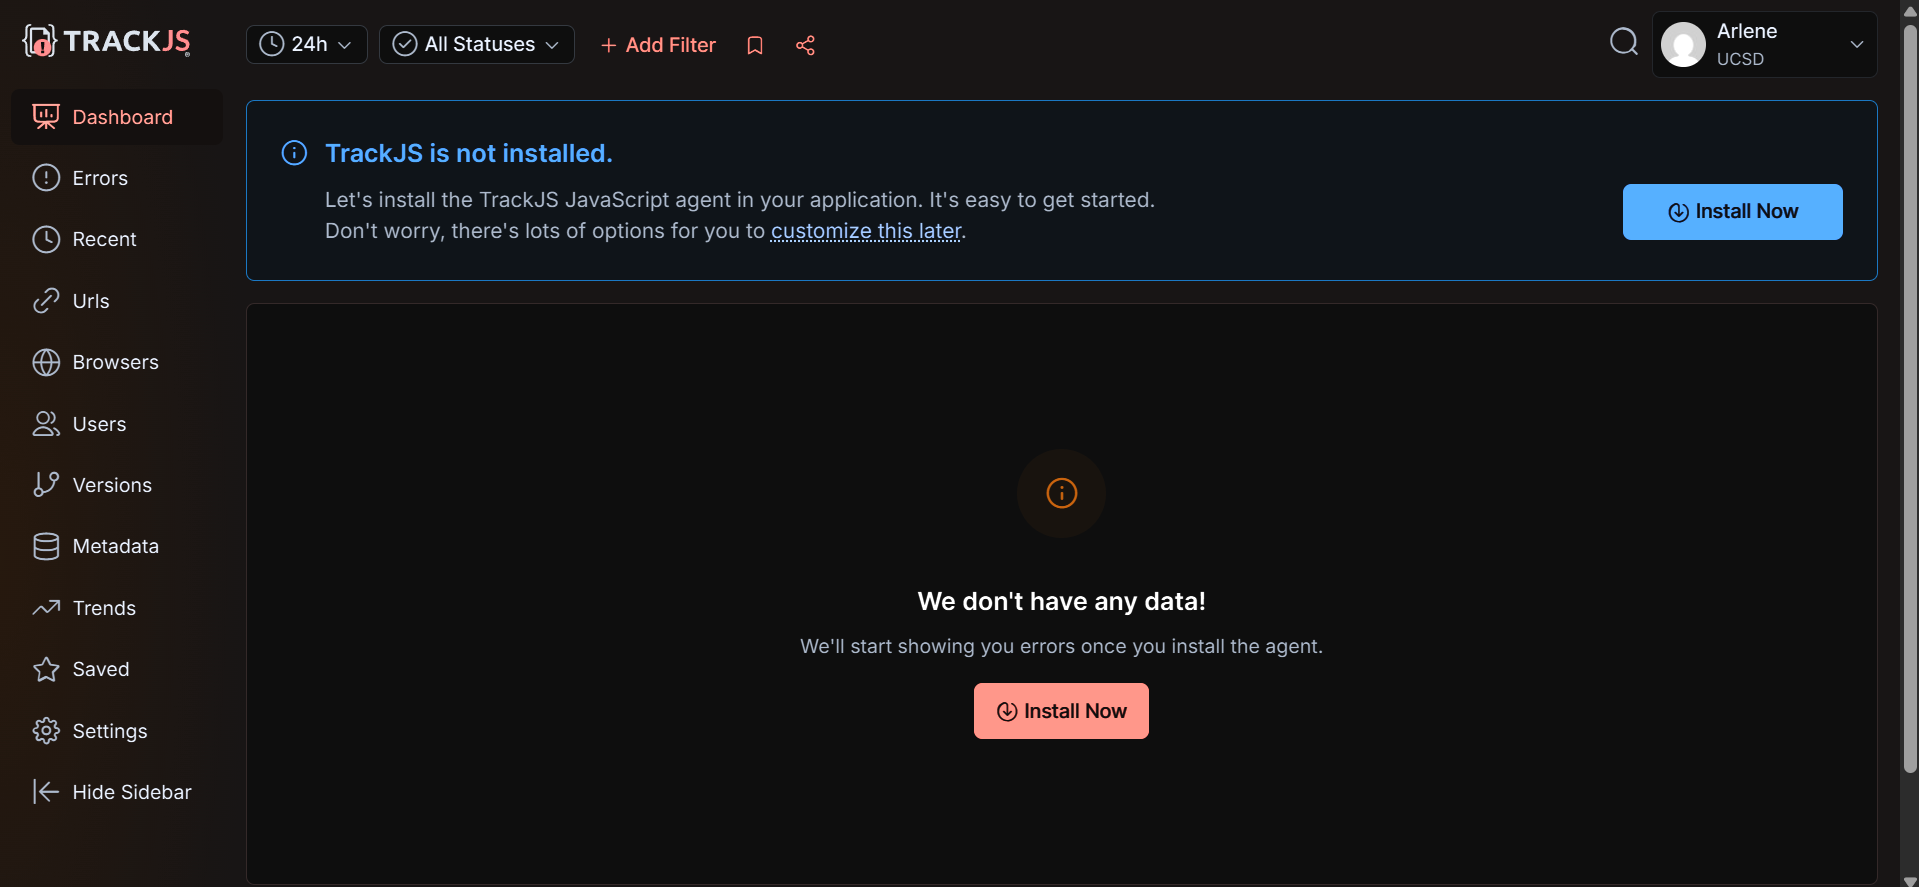 TRACKJS
24h
All Statuses
+ Add Filter
Arlene
UCSD
Dashboard
Errors
Recent
Urls
Browsers
Users
Versions
Metadata
Trends
Saved
Settings
Hide Sidebar
TrackJS is not installed.
Let's install the TrackJS JavaScript agent in your application. It's easy to get started.
Don't worry, there's lots of options for you to customize this later.
Install Now
We don't have any data!
We'll start showing you errors once you install the agent.
Install Now